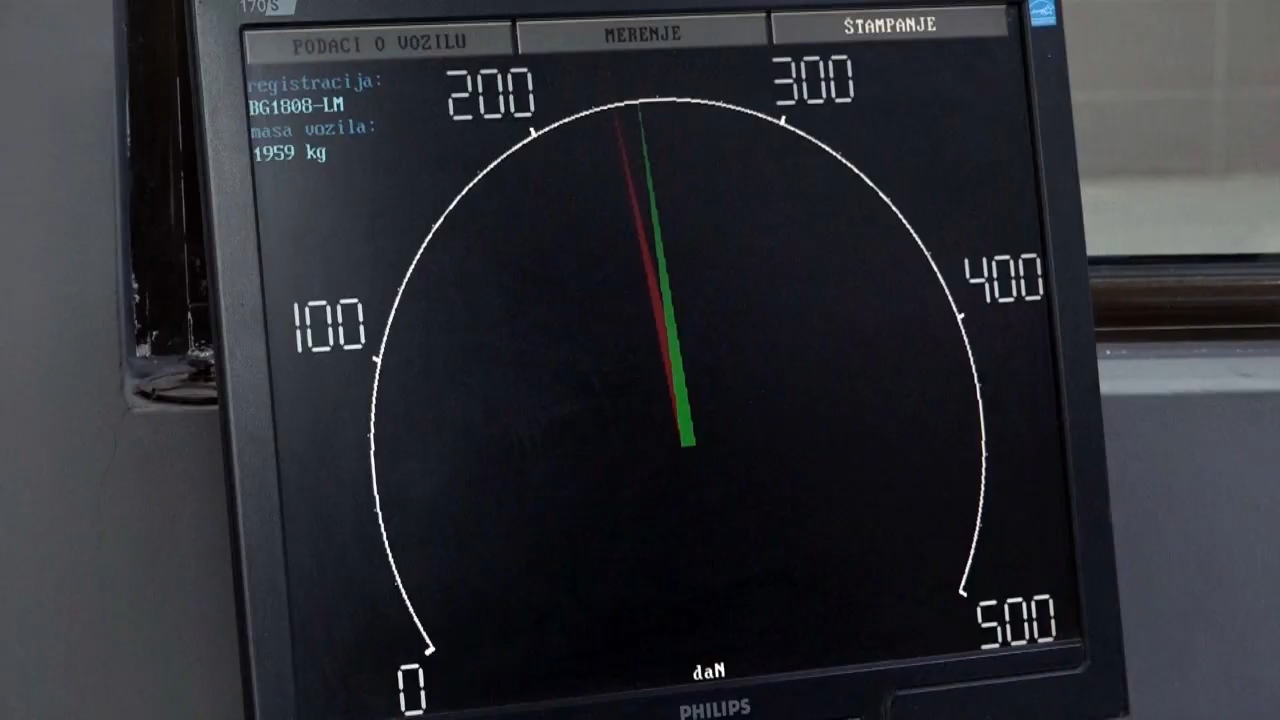 170S
PODACI O VOZILU
MERENJE
ŠTAMPANJE
registracija:
BG1808-LM
masa vozila:
1959 kg
200
300
100
400
0
500
daN
PHILIPS